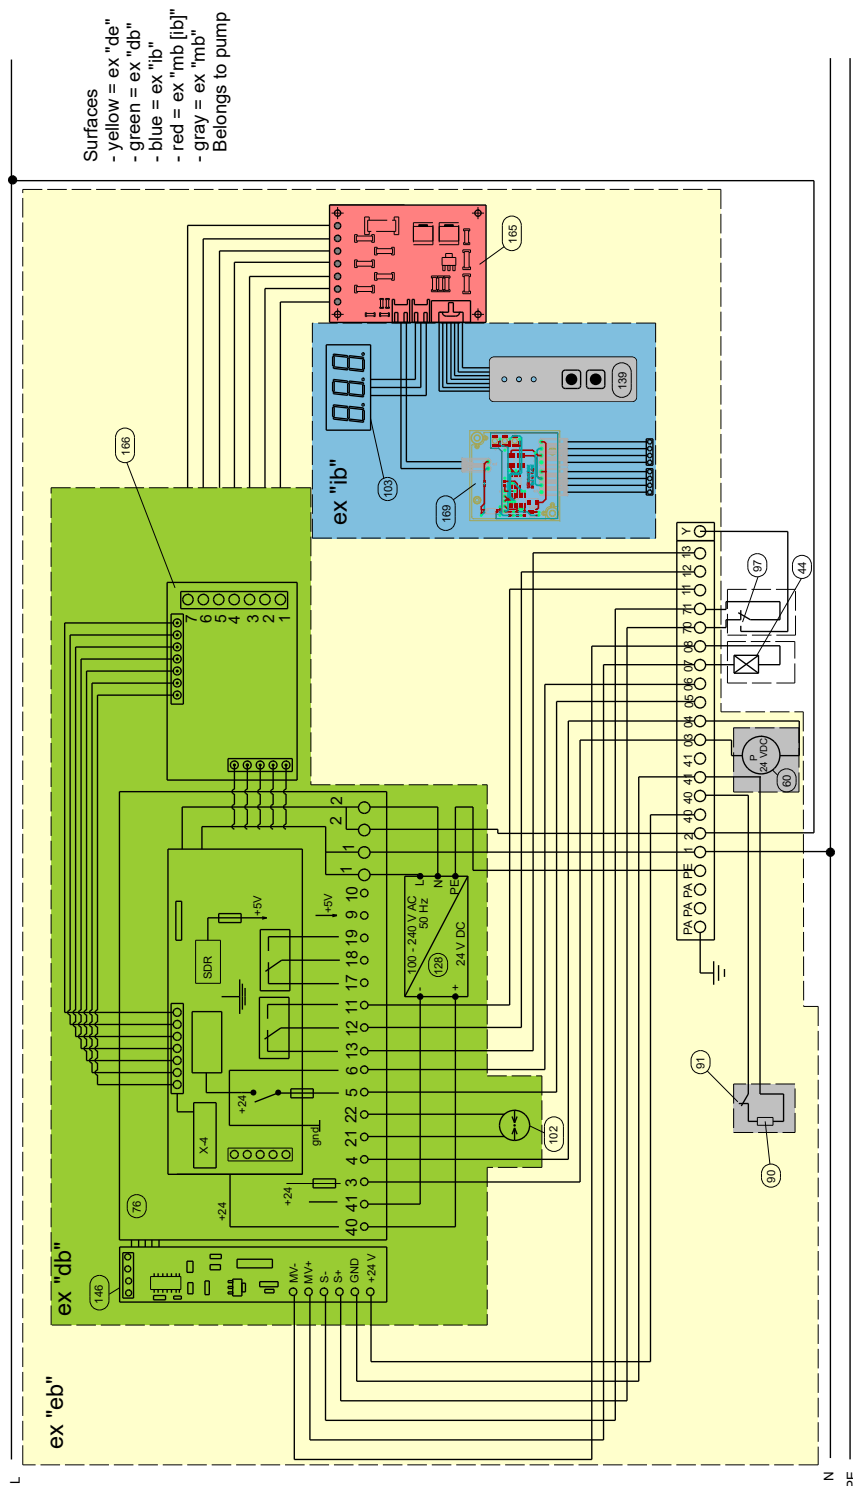 Surfaces
- yellow = ex "de"
- green = ex "db"
- blue = ex "ib"
- red = ex "mb [ib]"
- gray = ex "mb"
Belongs to pump
L
ex "eb"
ex "db"
ex "ib"
146
76
166
165
103
139
169
102
128
91
90
60
97
44
X-4
SDR
+5V
+5V
+24
+24
+24
gnd
7
6
5
4
3
2
1
MV-
MV+
S-
S+
GND
+24 V
40 41 3 4 21 22 5 6 13 12 11 17 18 19 9 10 1 1 2 2
100 - 240 V AC
50 Hz
24 V DC
L
N
PE
-
+
PA PA PA PE 1 2 40 40 41 41 03 04 05 06 07 08 70 71 11 12 13 Y
P
24 VDC
8.8.8.
N
PE